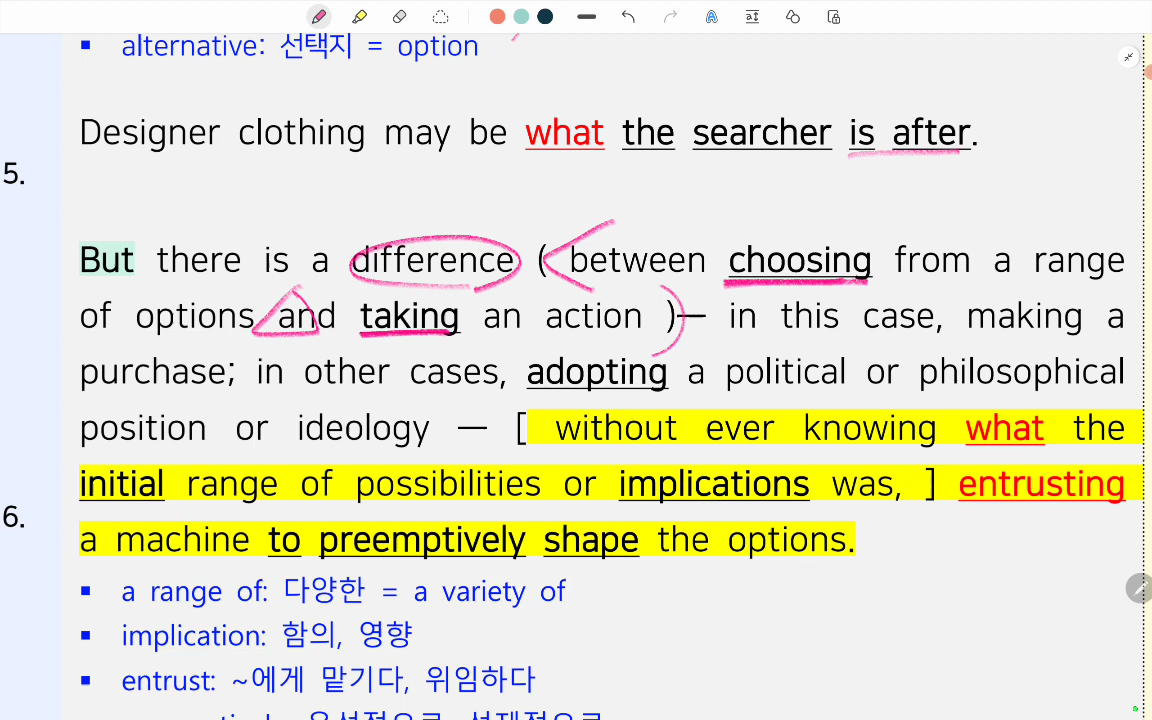 ▪ alternative: 선택지 = option
Designer clothing may be what the searcher is after.
5.
But there is a difference ( between choosing from a range
of options and taking an action )— in this case, making a
purchase; in other cases, adopting a political or philosophical
position or ideology — [ without ever knowing what the
initial range of possibilities or implications was, ] entrusting
6.
a machine to preemptively shape the options.
▪ a range of: 다양한 = a variety of
▪ implication: 함의, 영향
▪ entrust: ~에게 맡기다, 위임하다